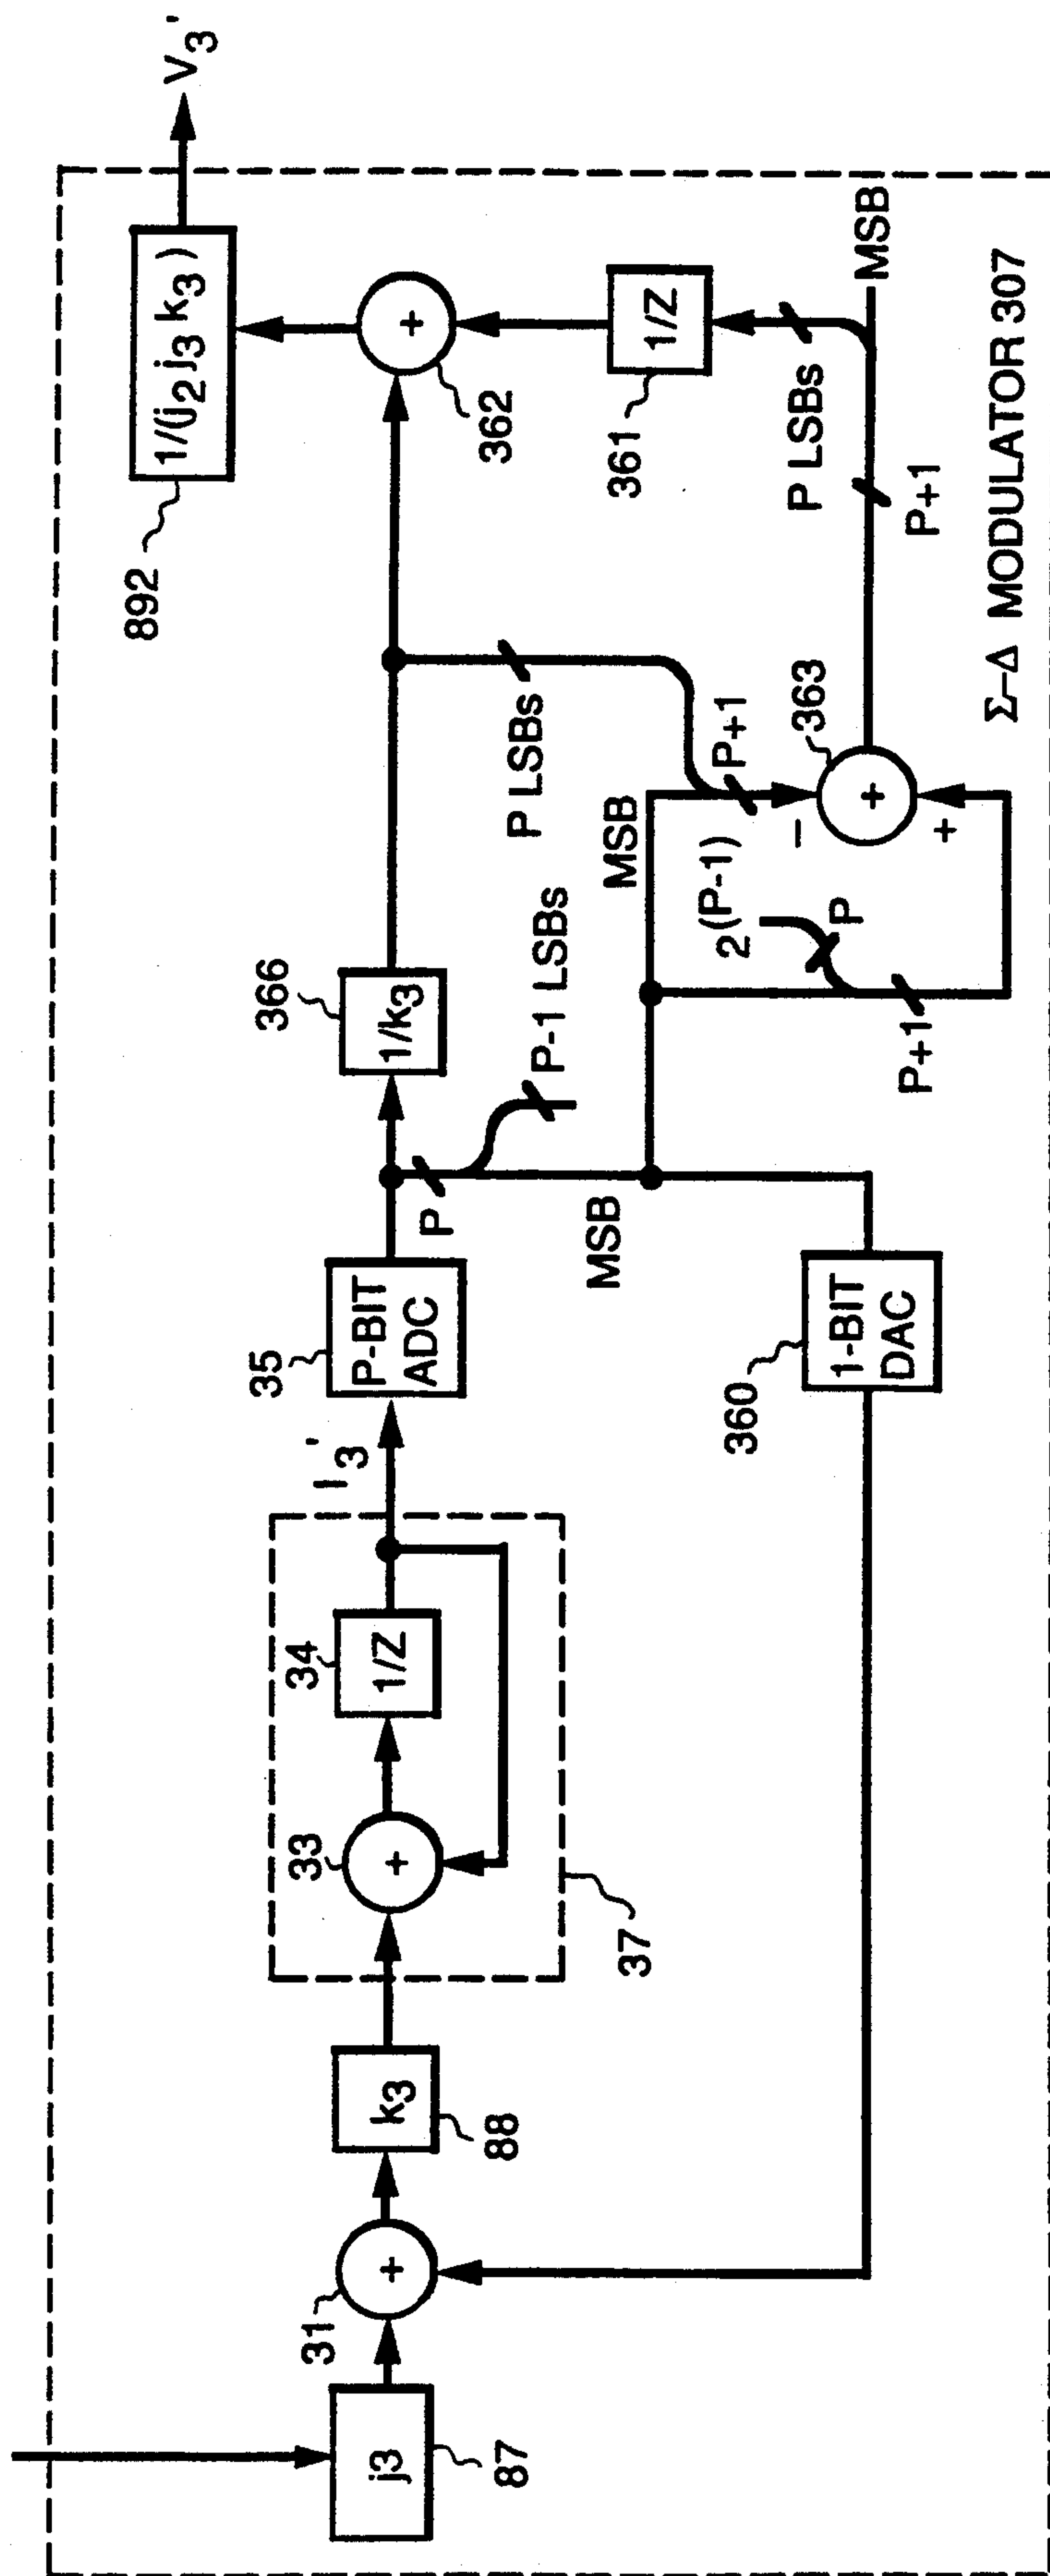 V3'
1/(j2 j3 k3)
892
+
362
1/Z
361
P LSBs
MSB
P+1
Σ-Δ MODULATOR 307
366
1/k3
P LSBs
P-1 LSBs
MSB
P+1
363
-
+
+
2(P-1)
P
P+1
P
MSB
35
P-BIT
ADC
I3'
360
1-BIT
DAC
34
1/Z
33
+
37
k3
88
31
+
j3
87